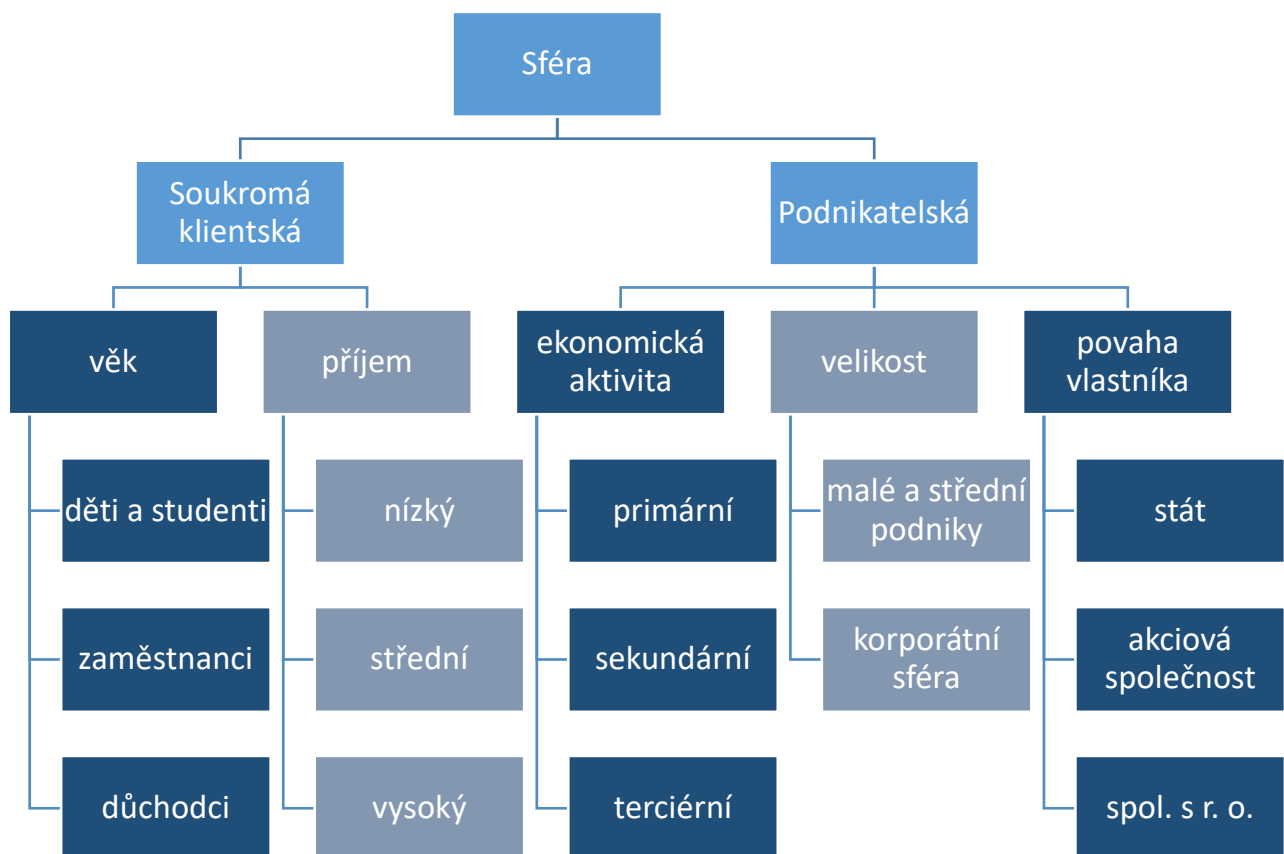 Sféra
Soukromá
klientská
Podnikatelská
věk
příjem
ekonomická
aktivita
velikost
povaha
vlastníka
děti a studenti
nízký
primární
malé a střední
podniky
stát
zaměstnanci
střední
sekundární
korporátní
sféra
akciová
společnost
důchodci
vysoký
terciérní
spol. s r. o.